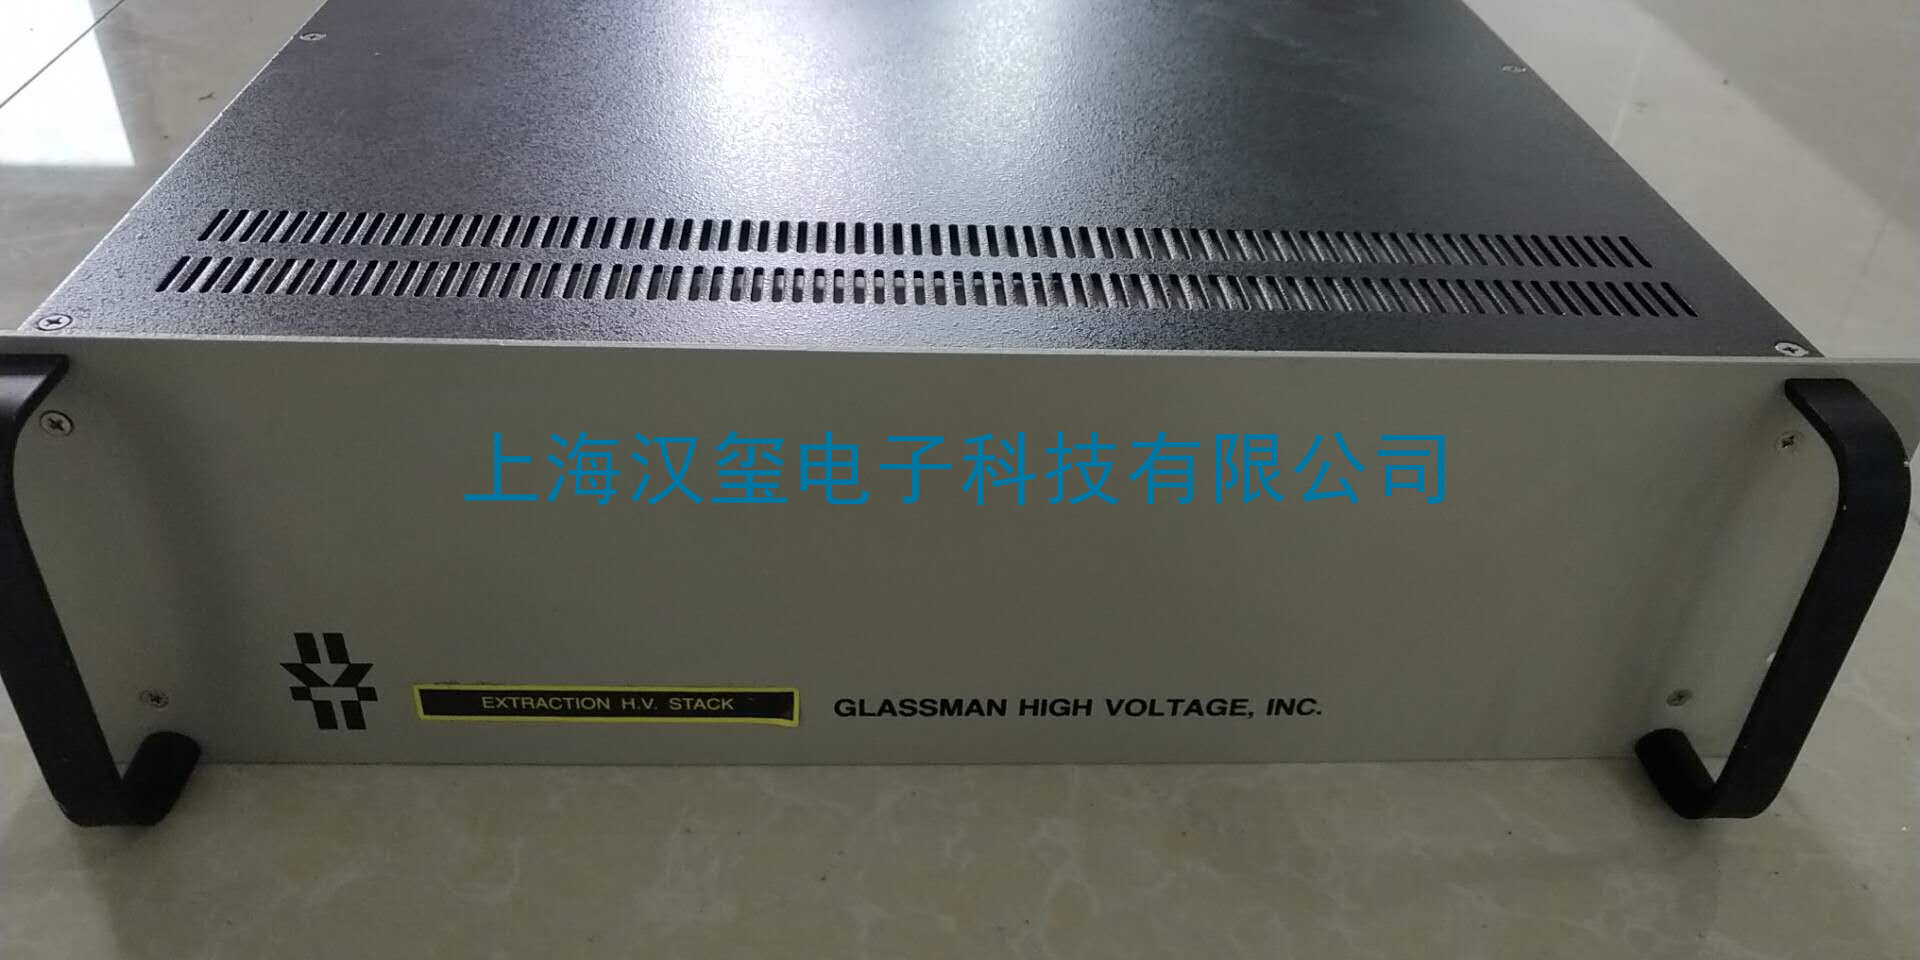 上海汉玺电子科技有限公司
EXTRACTION H.V. STACK
GLASSMAN HIGH VOLTAGE, INC.